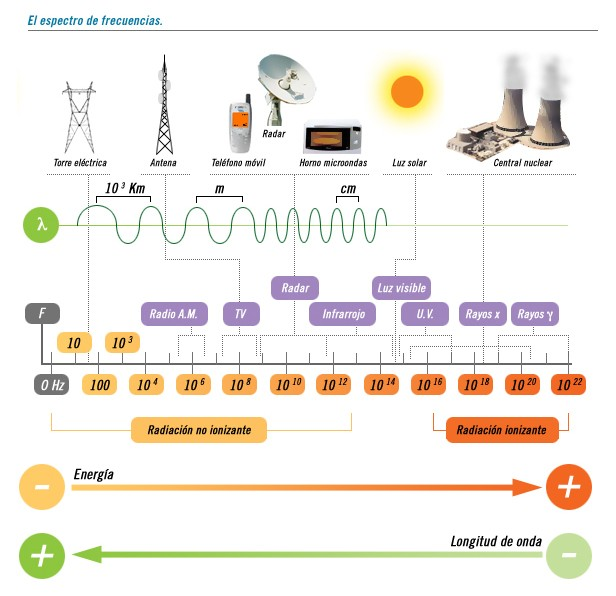 El espectro de frecuencias.
Radar
Torre eléctrica
Antena
Teléfono móvil
Horno microondas
Luz solar
Central nuclear
10 3 Km
m
cm
λ
Radar
Luz visible
F
Radio A.M.
TV
Infrarrojo
U.V.
Rayos x
Rayos γ
10
10 3
0 Hz
100
10 4
10 6
10 8
10 10
10 12
10 14
10 16
10 18
10 20
10 22
Radiación no ionizante
Radiación ionizante
Energía
-
+
Longitud de onda
+
-